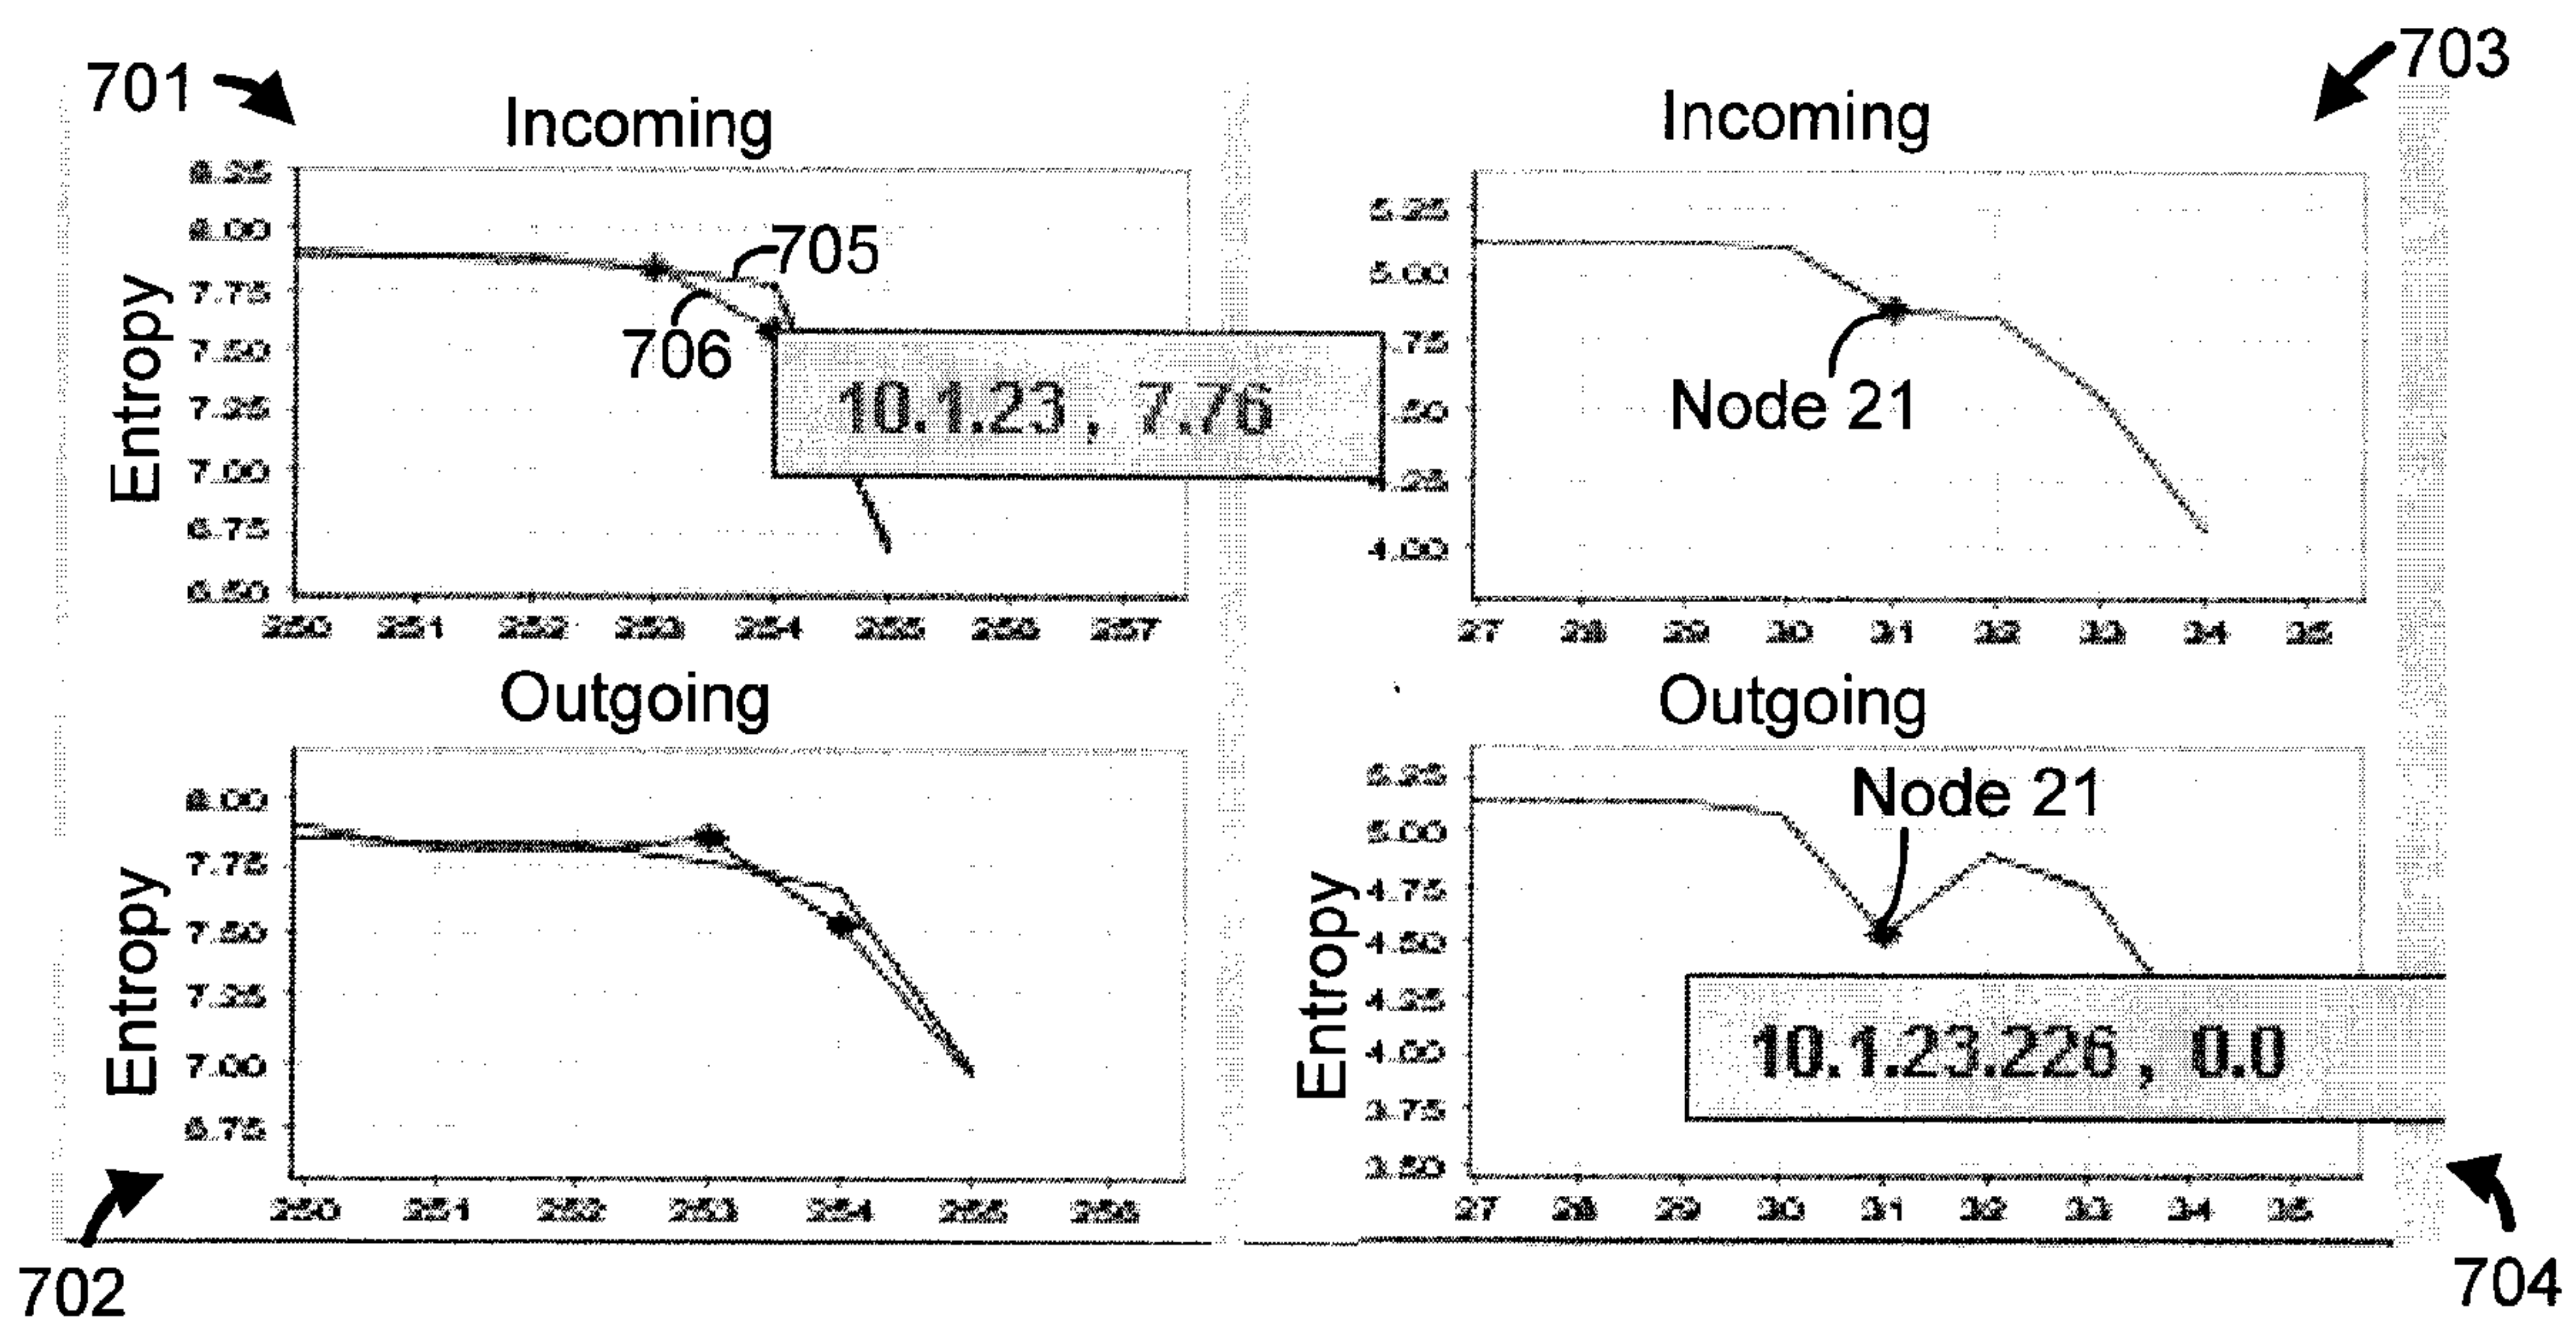 701
703
Incoming
Incoming
8.25
8.00
7.75
7.50
7.25
7.00
6.75
6.50
Entropy
705
706
10.1.23 , 7.76
250 251 252 253 254 255 256 257
5.25
5.00
.75
.50
.25
4.00
Node 21
27 28 29 30 31 32 33 34 35
Outgoing
Outgoing
8.00
7.75
7.50
7.25
7.00
6.75
Entropy
250 251 252 253 254 255 256
5.25
5.00
4.75
4.50
4.25
4.00
3.75
3.50
Entropy
Node 21
10.1.23.226 , 0.0
27 28 29 30 31 32 33 34 35
702
704